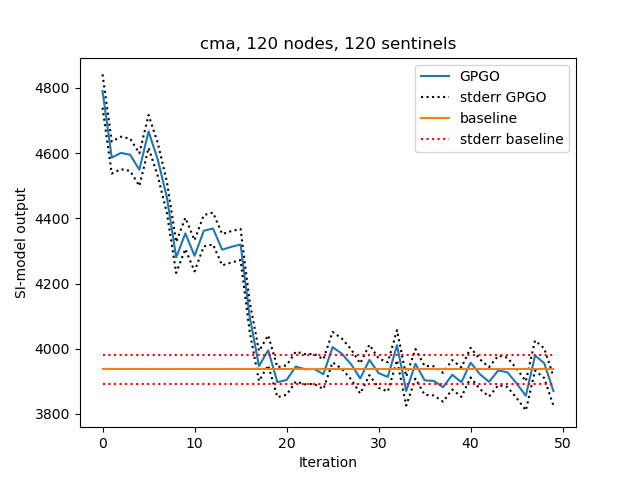 cma, 120 nodes, 120 sentinels
GPGO
stderr GPGO
baseline
stderr baseline
SI-model output
4800
4600
4400
4200
4000
3800
0
10
20
30
40
50
Iteration